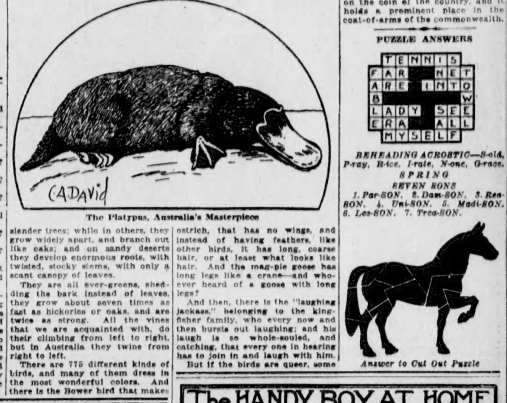 on the coin of the country, and it
holds a prominent place in the
coat-of-arms of the commonwealth.
PUZZLE ANSWERS
TENNIS
FAR NET
ARE INTO
B W
LADY SEE
ERA ALL
MYSELF
BEHEADING ACROSTIC—S-old,
P-ray, R-ice, I-rate, N-one, G-race.
SPRING
SEVEN SONS
1. Par-SON. 2. Dam-SON. 3. Rea-
SON. 4. Uni-SON. 5. Madi-SON.
6. Les-SON. 7. Trea-SON.
Answer to Cut Out Puzzle
C.A.DAVID
The Platypus, Australia's Masterpiece
slender trees; while in others, they
grow widely apart, and branch out
like oaks; and on sandy deserts
they develop enormous roots, with
twisted, stocky stems, with only a
scant canopy of leaves.
They are all ever-greens, shed-
ding the bark instead of leaves,
they grow about seven times as
fast as hickories or oaks, and are
twice as strong. All the vines
that we are acquainted with, do
their climbing from left to right,
but in Australia they twine from
right to left.
There are 775 different kinds of
birds, and many of them dress in
the most wonderful colors. And
there is the Bower bird that makes
ostrich, that has no wings, and
instead of having feathers, like
other birds, it has long, coarse
hair, or at least what looks like
hair. And the mag-pie goose has
long legs like a crane—and who-
ever heard of a goose with long
legs?
And then, there is the "laughing
jackass," belonging to the king-
fisher family, who every now and
then bursts out laughing; and his
laugh is so whole-souled, and
catching, that every one in hearing
has to join in and laugh with him.
But if the birds are queer, some
The HANDY BOY AT HOME